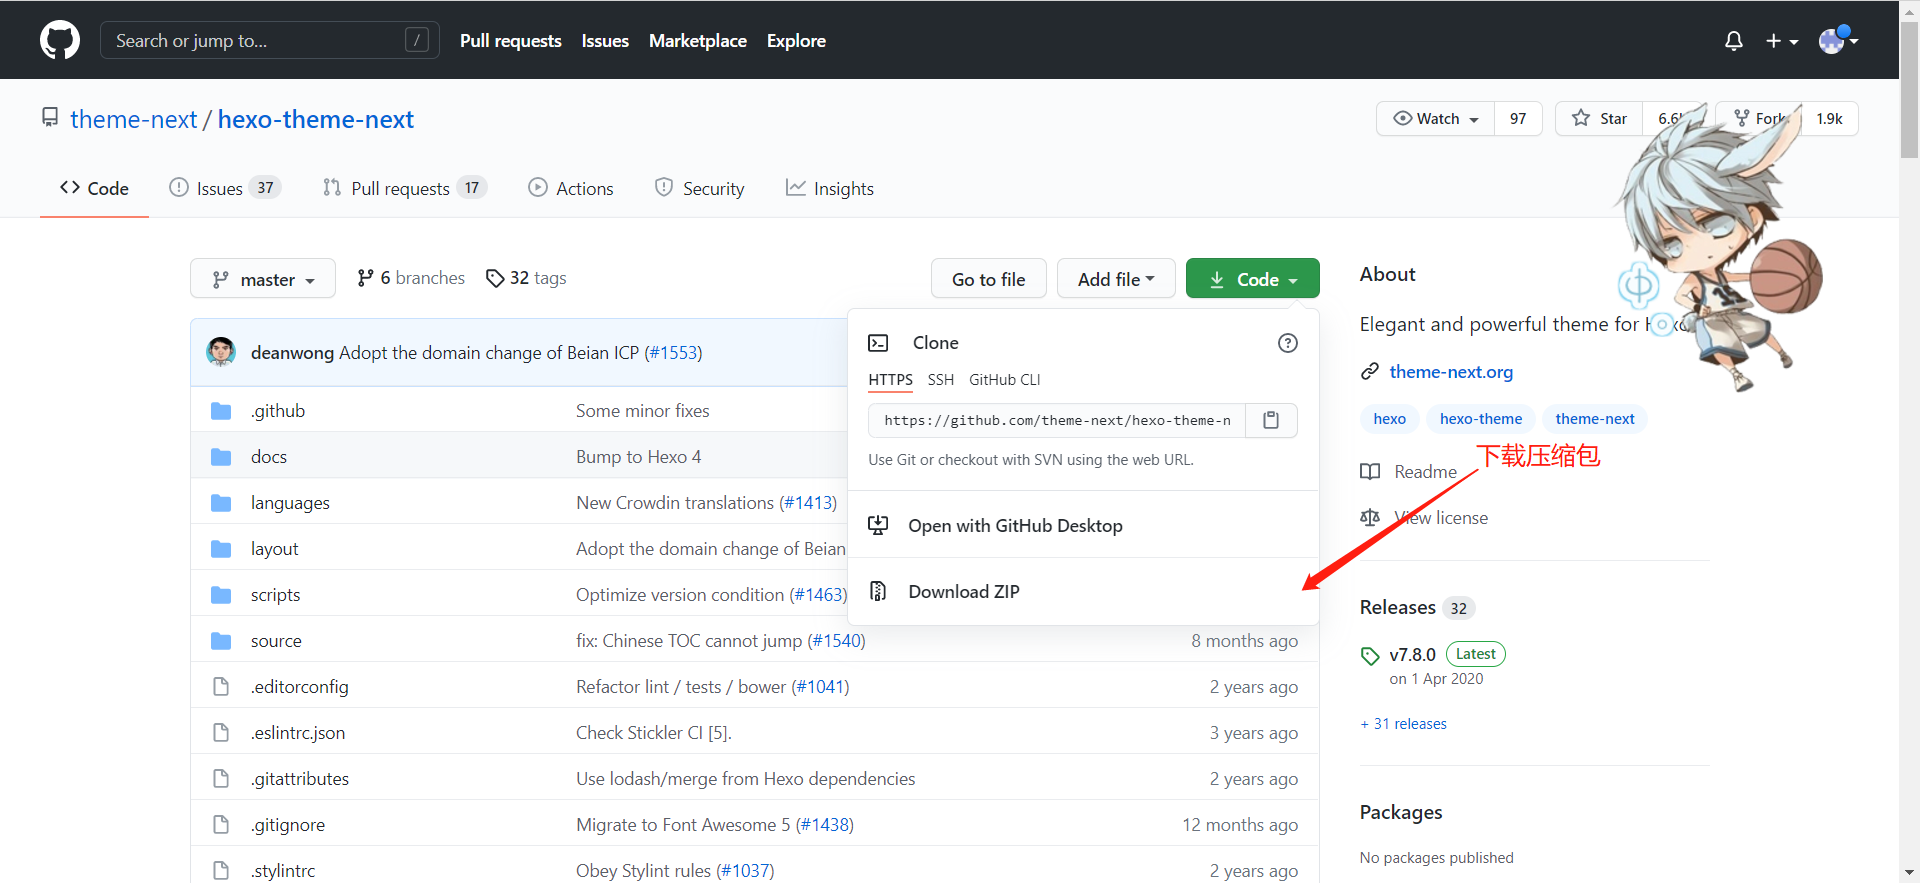 Search or jump to... /
Pull requests Issues Marketplace Explore
theme-next / hexo-theme-next
Watch 97
Star
Fork 1.9k
Code
Issues 37
Pull requests 17
Actions
Security
Insights
master
6 branches
32 tags
Go to file
Add file
Code
deanwong Adopt the domain change of Beian ICP (#1553)
.github Some minor fixes
docs Bump to Hexo 4
languages New Crowdin translations (#1413)
layout Adopt the domain change of Beian
scripts Optimize version condition (#1463)
source fix: Chinese TOC cannot jump (#1540) 8 months ago
.editorconfig Refactor lint / tests / bower (#1041) 2 years ago
.eslintrc.json Check Stickler CI [5]. 3 years ago
.gitattributes Use lodash/merge from Hexo dependencies 2 years ago
.gitignore Migrate to Font Awesome 5 (#1438) 12 months ago
.stylintrc Obey Stylint rules (#1037) 2 years ago
Clone
HTTPS SSH GitHub CLI
https://github.com/theme-next/hexo-theme-n
Use Git or checkout with SVN using the web URL.
Open with GitHub Desktop
Download ZIP
About
Elegant and powerful theme for
theme-next.org
hexo hexo-theme theme-next
下载压缩包
Readme
View license
Releases 32
v7.8.0 Latest
on 1 Apr 2020
+ 31 releases
Packages
No packages published
15